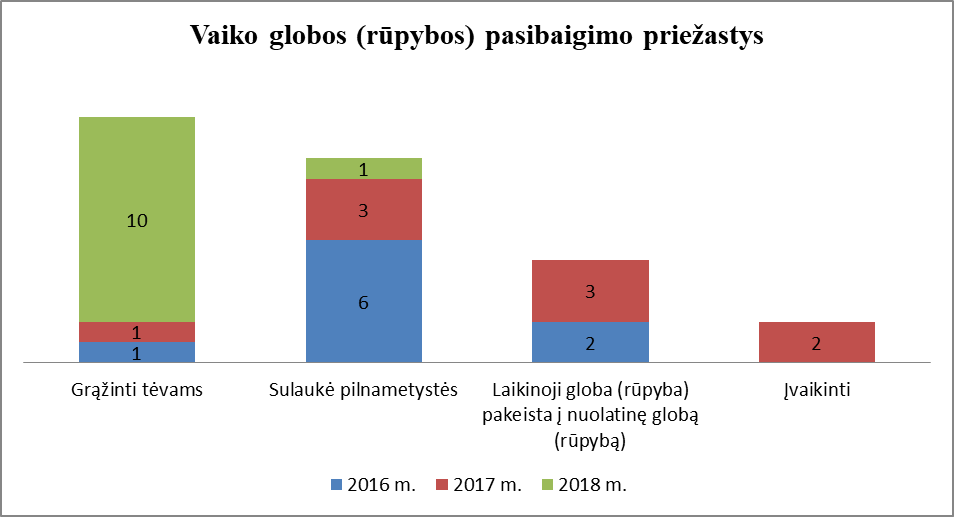 Vaiko globos (rūpybos) pasibaigimo priežastys
10
1
1
1
3
6
3
2
2
Grąžinti tėvams
Sulaukė pilnametystės
Laikinoji globa (rūpyba)
pakeista į nuolatinę globą
(rūpybą)
Įvaikinti
2016 m.
2017 m.
2018 m.